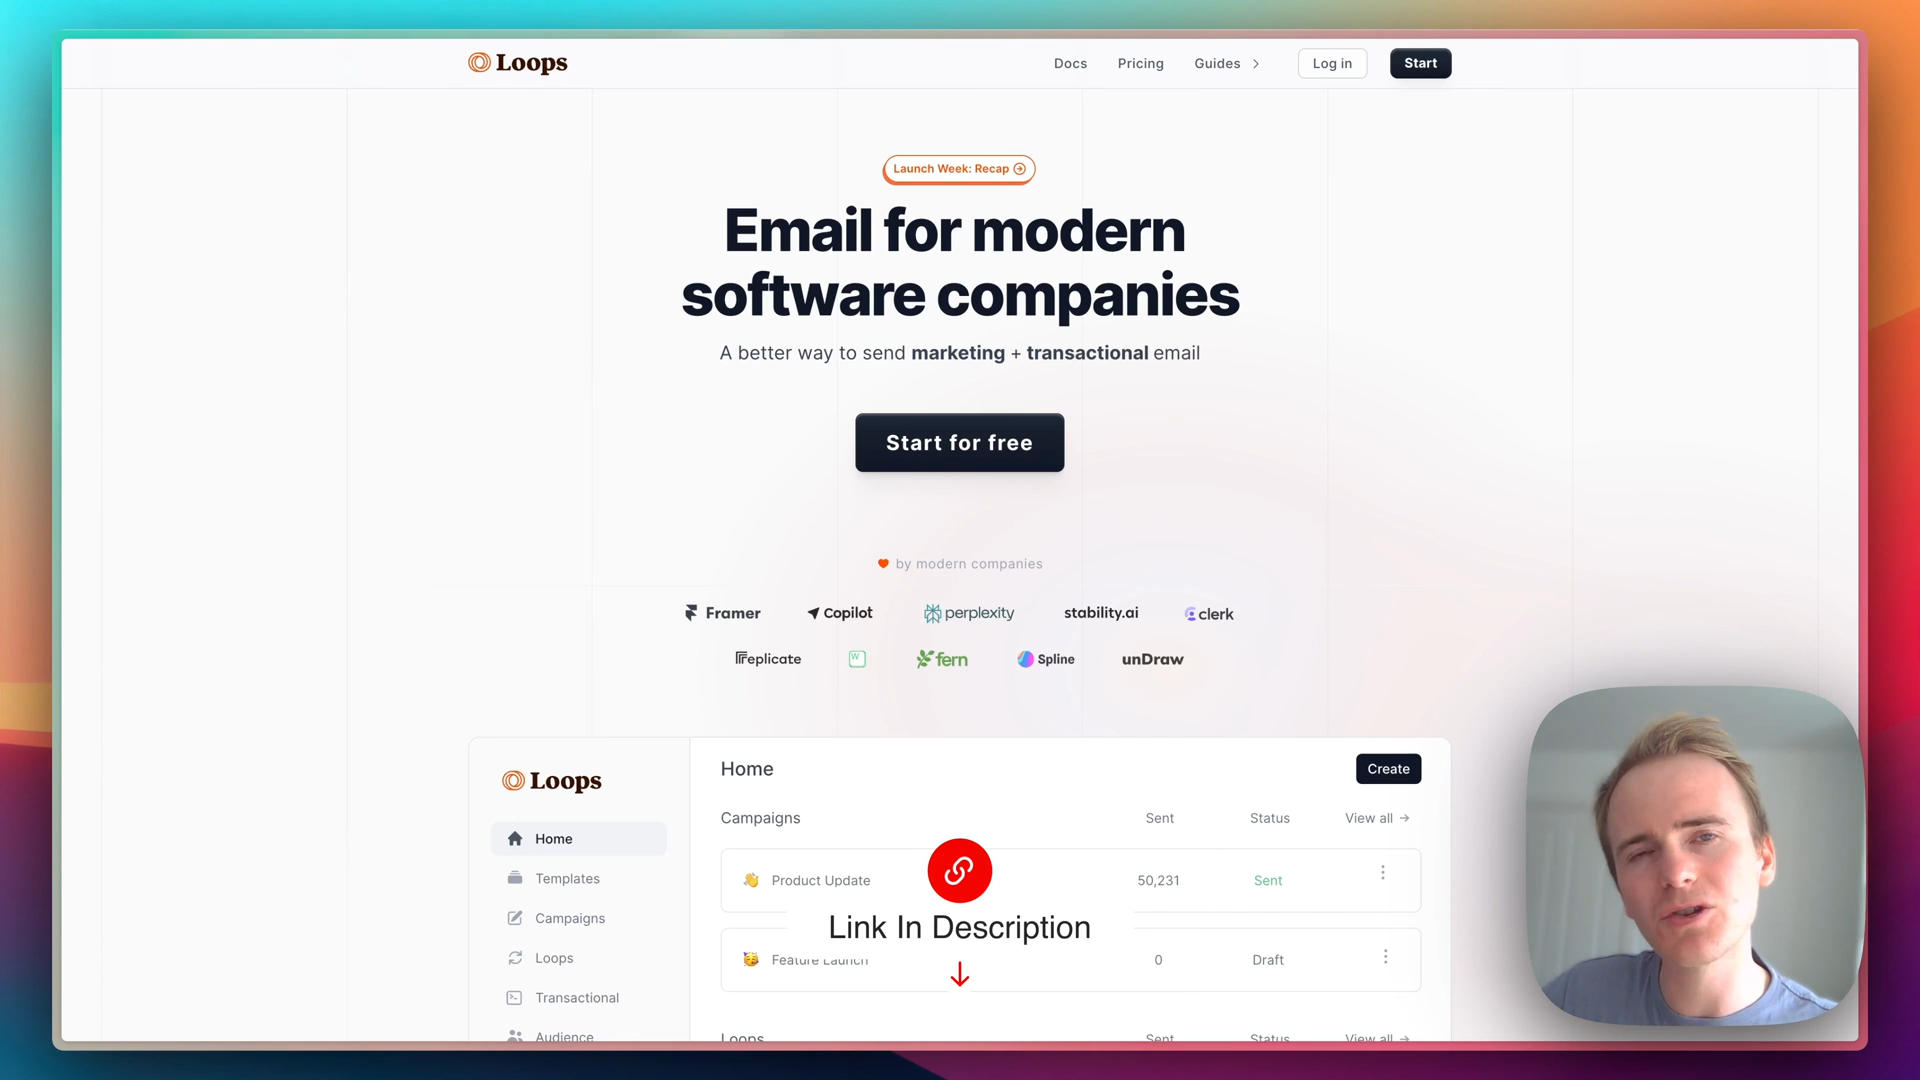 Loops
Docs Pricing Guides Log in Start
Launch Week: Recap
Email for modern
software companies
A better way to send marketing + transactional email
Start for free
by modern companies
Framer Copilot perplexity stability.ai clerk
Replicate W fern Spline unDraw
Loops
Home Create
Campaigns Sent Status View all
Home
Product Update 50,231 Sent
Templates
Campaigns
Link In Description
Feature Launch 0 Draft
Loops
Transactional
Audience
Loops Sent Status View all